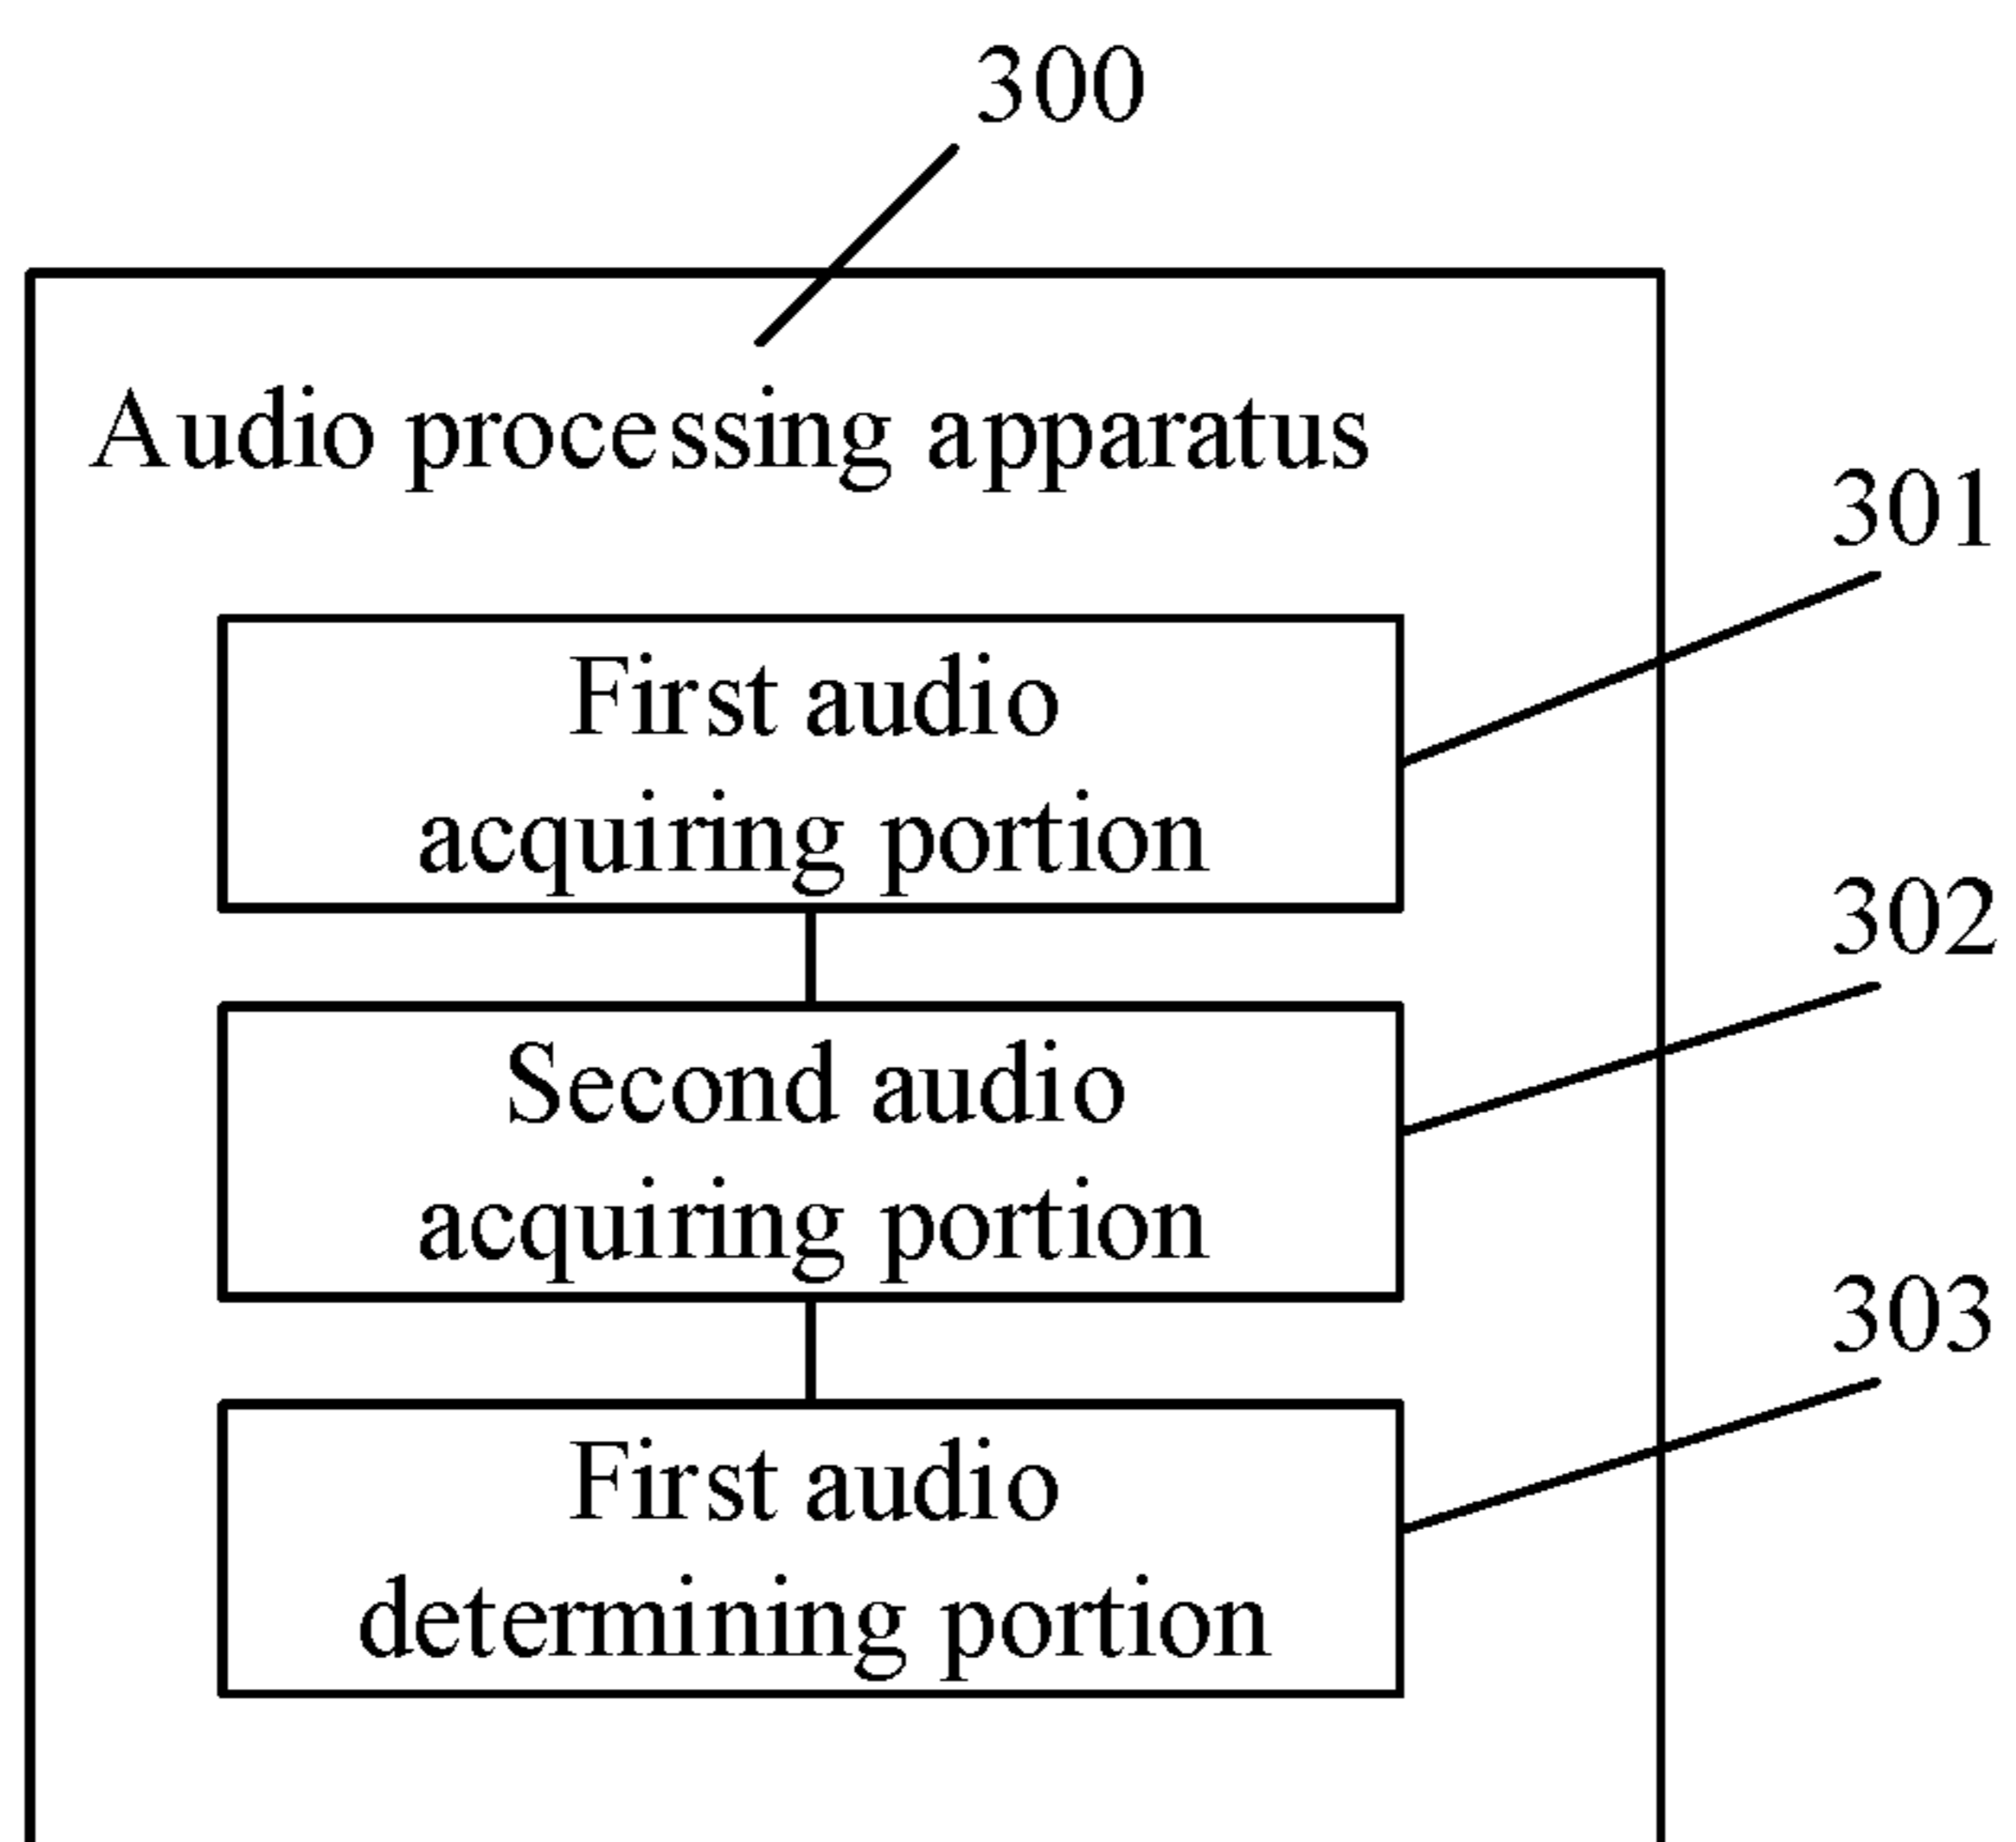 300
Audio processing apparatus
301
First audio
acquiring portion
302
Second audio
acquiring portion
303
First audio
determining portion